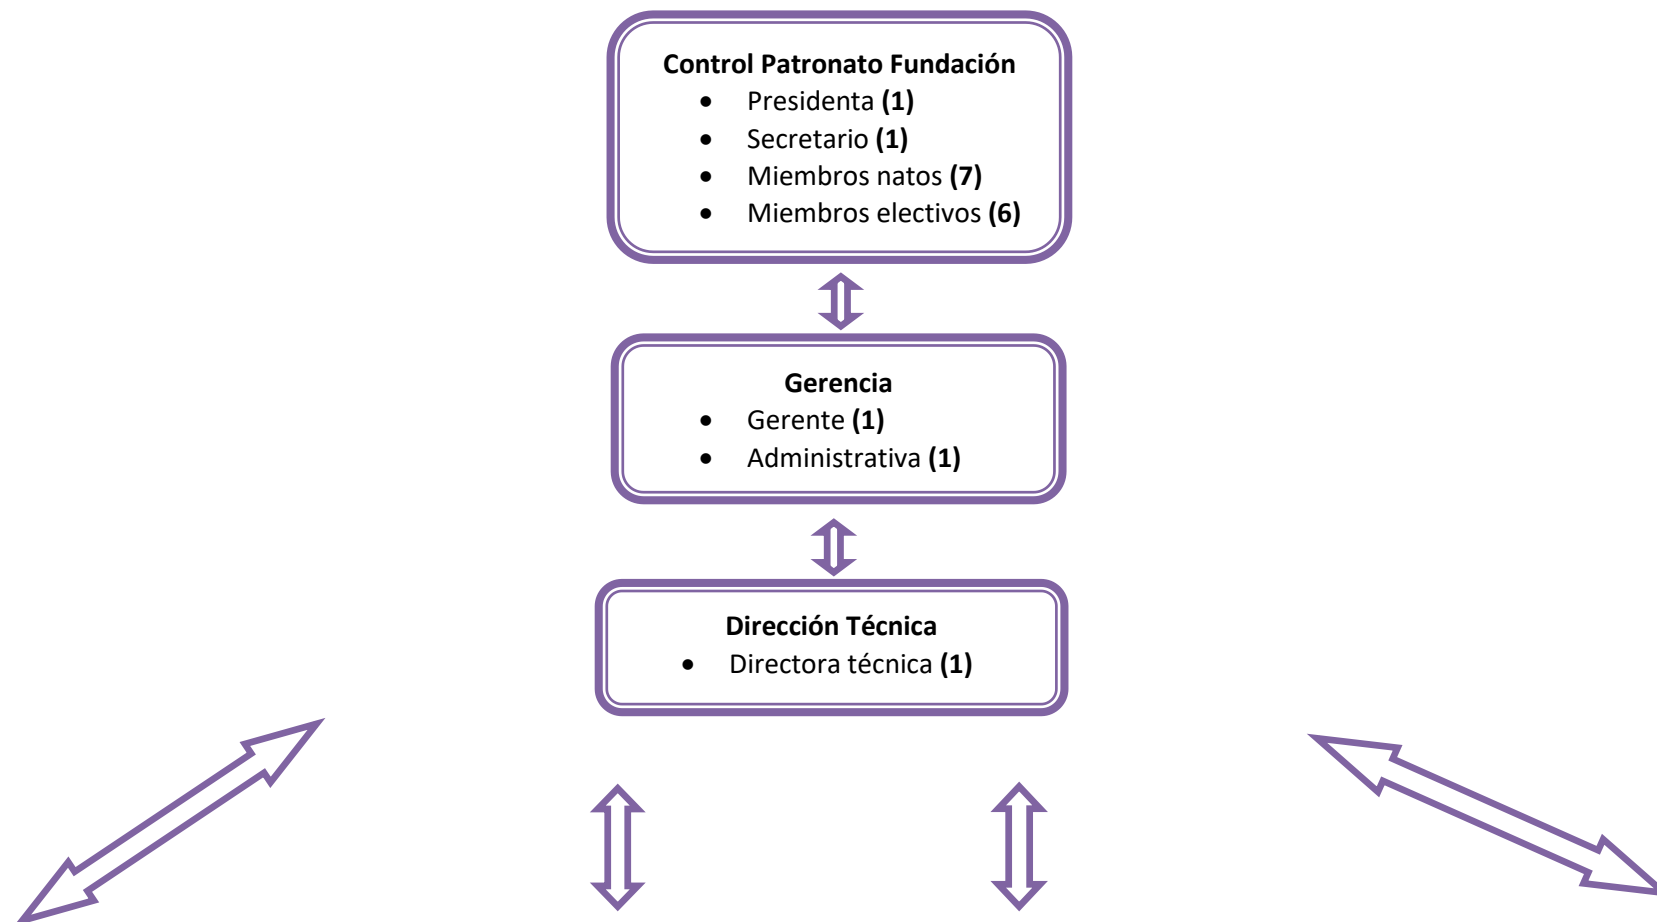 Control Patronato Fundación
• Presidenta (1)
• Secretario (1)
• Miembros natos (7)
• Miembros electivos (6)
Gerencia
• Gerente (1)
• Administrativa (1)
Dirección Técnica
• Directora técnica (1)